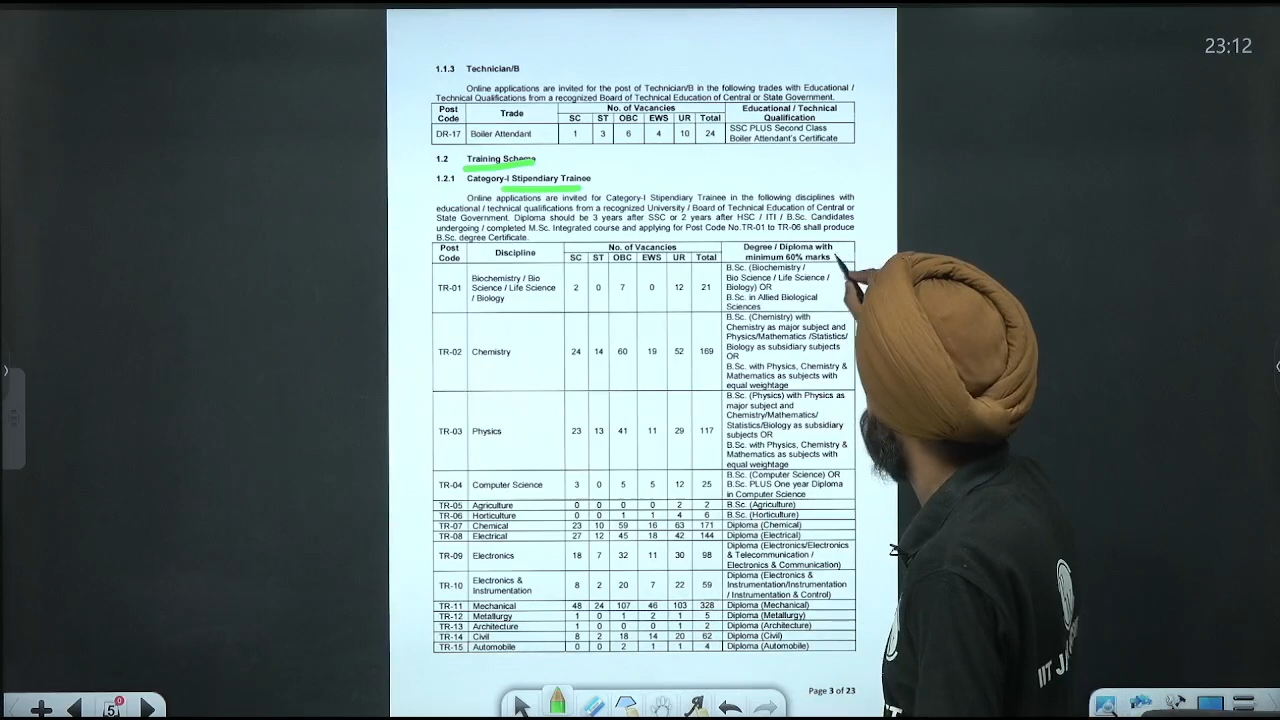 23:12
1.1.3 Technician/B
Online applications are invited for the post of Technician/B in the following trades with Educational /
Technical Qualifications from a recognized Board of Technical Education of Central or State Government.
Post Code Trade No. of Vacancies Educational / Technical Qualification
SC ST OBC EWS UR Total
DR-17 Boiler Attendant 1 3 6 4 10 24 SSC PLUS Second Class
Boiler Attendant's Certificate
1.2 Training Scheme
1.2.1 Category-I Stipendiary Trainee
Online applications are invited for Category-I Stipendiary Trainee in the following disciplines with
educational / technical qualifications from a recognized University / Board of Technical Education of Central or
State Government. Diploma should be 3 years after SSC or 2 years after HSC / ITI / B.Sc. Candidates
undergoing / completed M.Sc. Integrated course and applying for Post Code No.TR-01 to TR-06 shall produce
B.Sc. degree Certificate.
Post Code Discipline No. of Vacancies Degree / Diploma with
SC ST OBC EWS UR Total minimum 60% marks
TR-01 Biochemistry / Bio Science / Life Science / Biology 2 0 7 0 12 21 B.Sc. (Biochemistry /
Bio Science / Life Science /
Biology) OR
B.Sc. in Allied Biological
Sciences
TR-02 Chemistry 24 14 60 19 52 169 B.Sc. (Chemistry) with
Chemistry as major subject and
Physics/Mathematics /Statistics/
Biology as subsidiary subjects
OR
B.Sc. with Physics, Chemistry &
Mathematics as subjects with
equal weightage
TR-03 Physics 23 13 41 11 29 117 B.Sc. (Physics) with Physics as
major subject and
Chemistry/Mathematics/
Statistics/Biology as subsidiary
subjects OR
B.Sc. with Physics, Chemistry &
Mathematics as subjects with
equal weightage
TR-04 Computer Science 3 0 5 5 12 25 B.Sc. (Computer Science) OR
B.Sc. PLUS One year Diploma
in Computer Science
TR-05 Agriculture 0 0 0 0 2 2 B.Sc. (Agriculture)
TR-06 Horticulture 0 0 1 1 4 6 B.Sc. (Horticulture)
TR-07 Chemical 23 10 59 16 63 171 Diploma (Chemical)
TR-08 Electrical 27 12 45 18 42 144 Diploma (Electrical)
TR-09 Electronics 18 7 32 11 30 98 Diploma (Electronics/Electronics
& Telecommunication /
Electronics & Communication)
TR-10 Electronics & Instrumentation 8 2 20 7 22 59 Diploma (Electronics &
Instrumentation/Instrumentation
/ Instrumentation & Control)
TR-11 Mechanical 48 24 107 46 103 328 Diploma (Mechanical)
TR-12 Metallurgy 1 0 1 2 1 5 Diploma (Metallurgy)
TR-13 Architecture 1 0 0 0 1 2 Diploma (Architecture)
TR-14 Civil 8 2 18 14 20 62 Diploma (Civil)
TR-15 Automobile 0 0 2 1 1 4 Diploma (Automobile)
Page 3 of 23
IIT
5
0